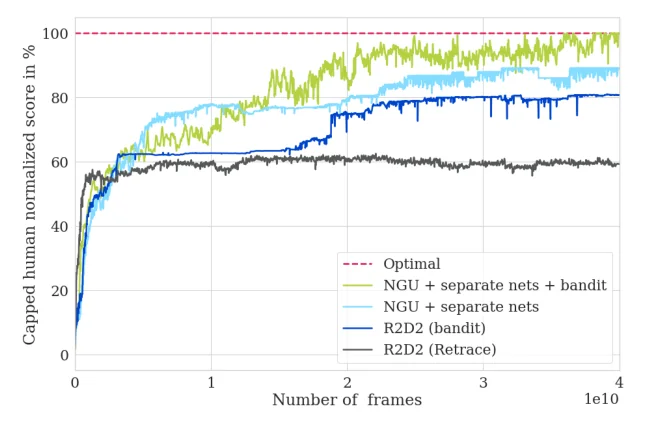 Capped human normalized score in %
100
80
60
40
20
0
Optimal
NGU + separate nets + bandit
NGU + separate nets
R2D2 (bandit)
R2D2 (Retrace)
0 1 2 3 4
Number of frames
1e10